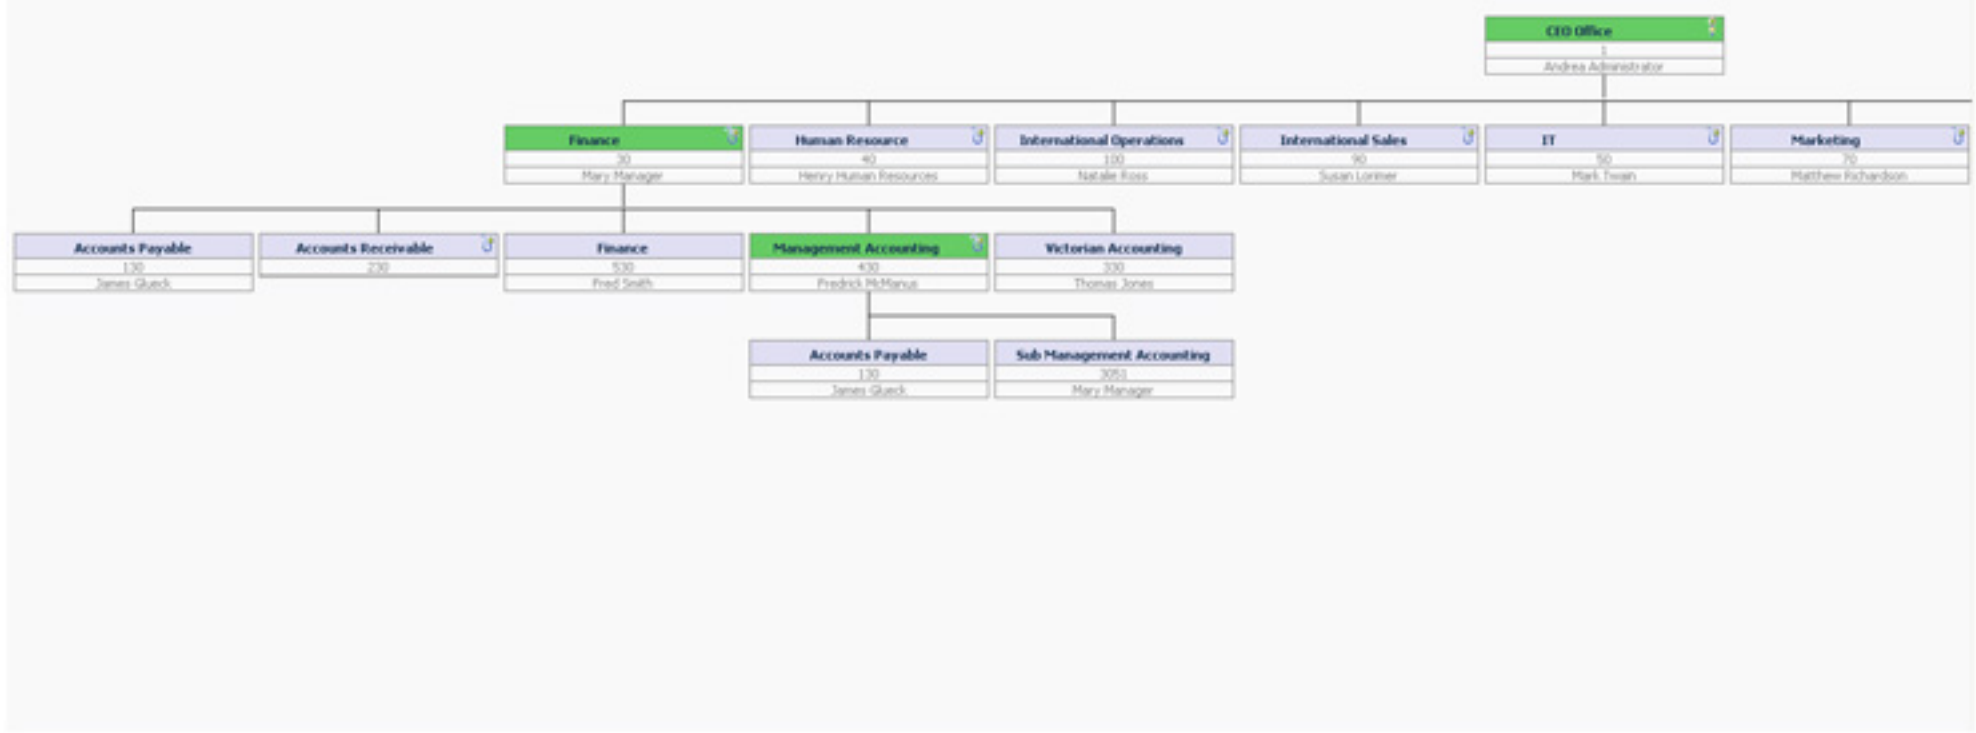 CEO Office
1
Andrea Administrator
Finance
30
Mary Manager
Human Resource
40
Henry Human Resources
International Operations
100
Natalie Ross
International Sales
90
Susan Lorimer
IT
50
Mark Twain
Marketing
70
Matthew Richardson
Accounts Payable
130
James Glueck
Accounts Receivable
230
Finance
530
Fred Smith
Management Accounting
430
Fredrick McManus
Victorian Accounting
330
Thomas Jones
Accounts Payable
130
James Glueck
Sub Management Accounting
3051
Mary Manager